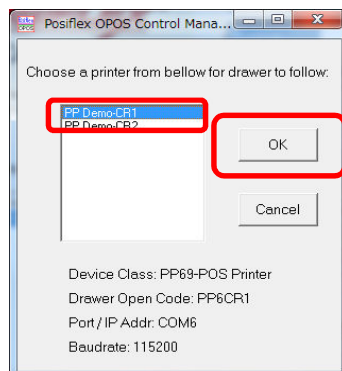 Posiflex OPOS Control Mana...
Choose a printer from bellow for drawer to follow:
PP Demo-CR1
PP Demo-CR2
OK
Cancel
Device Class: PP69-POS Printer
Drawer Open Code: PP6CR1
Port / IP Addr: COM6
Baudrate: 115200